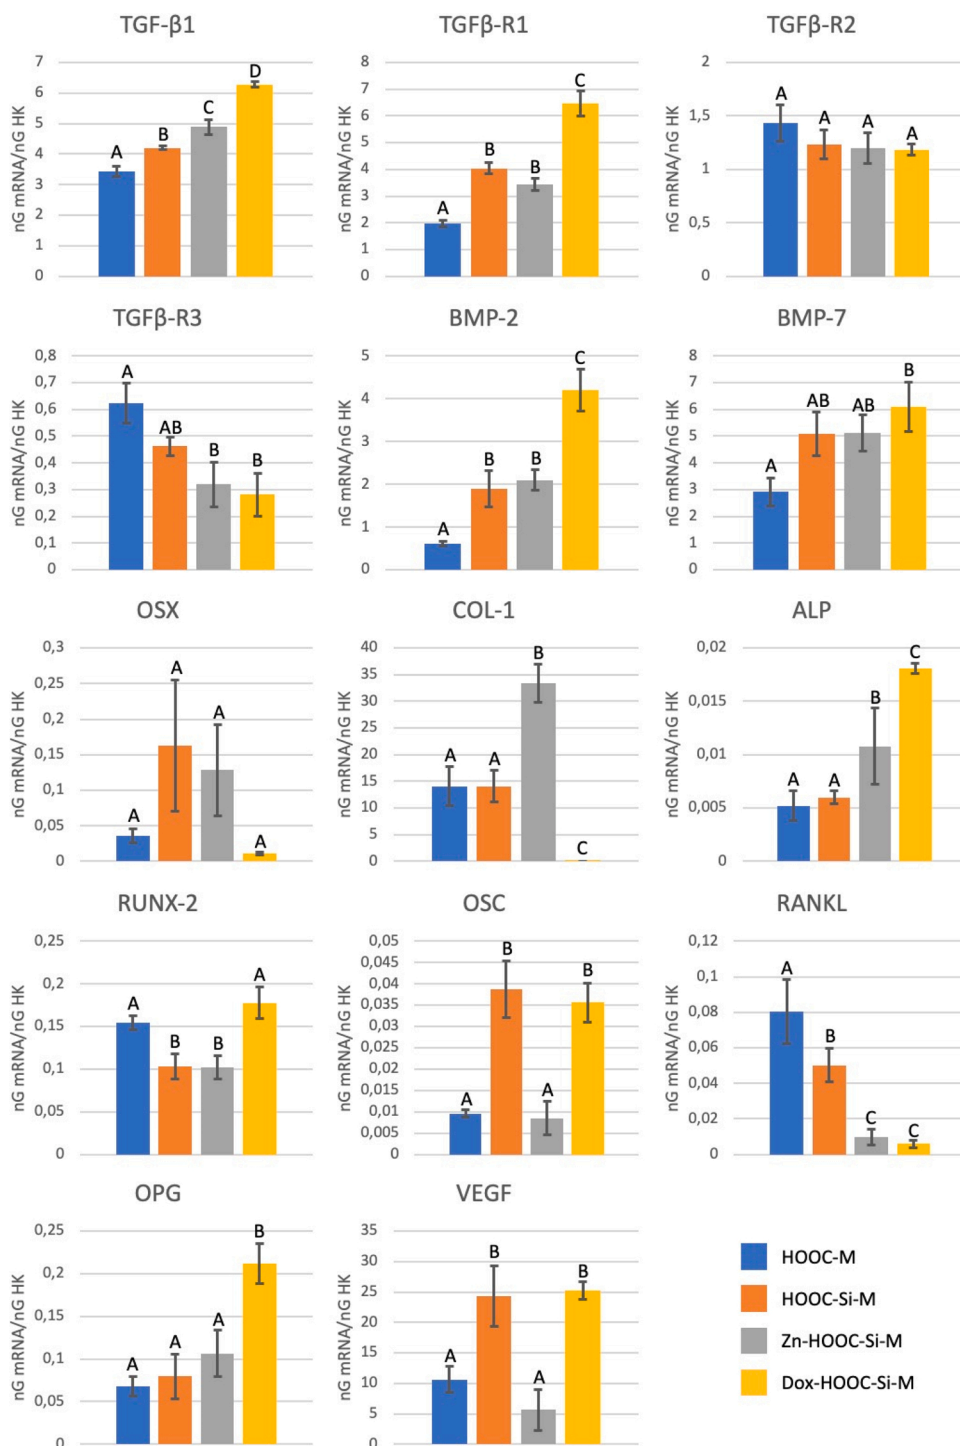 TGF-β1
TGFβ-R1
TGFβ-R2
nG mRNA/nG HK
7
6
5
4
3
2
1
0
A
B
C
D
nG mRNA/nG HK
8
7
6
5
4
3
2
1
0
A
B
B
C
nG mRNA/nG HK
2
1,5
1
0,5
0
A
A
A
A
TGFβ-R3
BMP-2
BMP-7
nG mRNA/nG HK
0,8
0,7
0,6
0,5
0,4
0,3
0,2
0,1
0
A
AB
B
B
nG mRNA/nG HK
5
4
3
2
1
0
A
B
B
C
nG mRNA/nG HK
8
7
6
5
4
3
2
1
0
A
AB
AB
B
OSX
COL-1
ALP
nG mRNA/nG HK
0,3
0,25
0,2
0,15
0,1
0,05
0
A
A
A
A
nG mRNA/nG HK
40
35
30
25
20
15
10
5
0
A
A
B
C
nG mRNA/nG HK
0,02
0,015
0,01
0,005
0
A
A
B
C
RUNX-2
OSC
RANKL
nG mRNA/nG HK
0,25
0,2
0,15
0,1
0,05
0
A
B
B
A
nG mRNA/nG HK
0,05
0,045
0,04
0,035
0,03
0,025
0,02
0,015
0,01
0,005
0
A
B
A
B
nG mRNA/nG HK
0,12
0,1
0,08
0,06
0,04
0,02
0
A
B
C
C
OPG
VEGF
nG mRNA/nG HK
0,25
0,2
0,15
0,1
0,05
0
A
A
A
B
nG mRNA/nG HK
35
30
25
20
15
10
5
0
A
B
A
B
HOOC-M
HOOC-Si-M
Zn-HOOC-Si-M
Dox-HOOC-Si-M